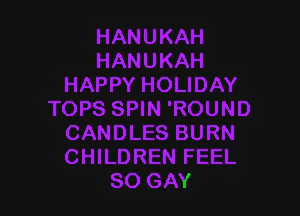 HANUKAH
HANUKAH
HAPPY HOLIDAY
TOPS SPIN 'ROUND
CANDLES BURN
CHILDREN FEEL
SO GAY